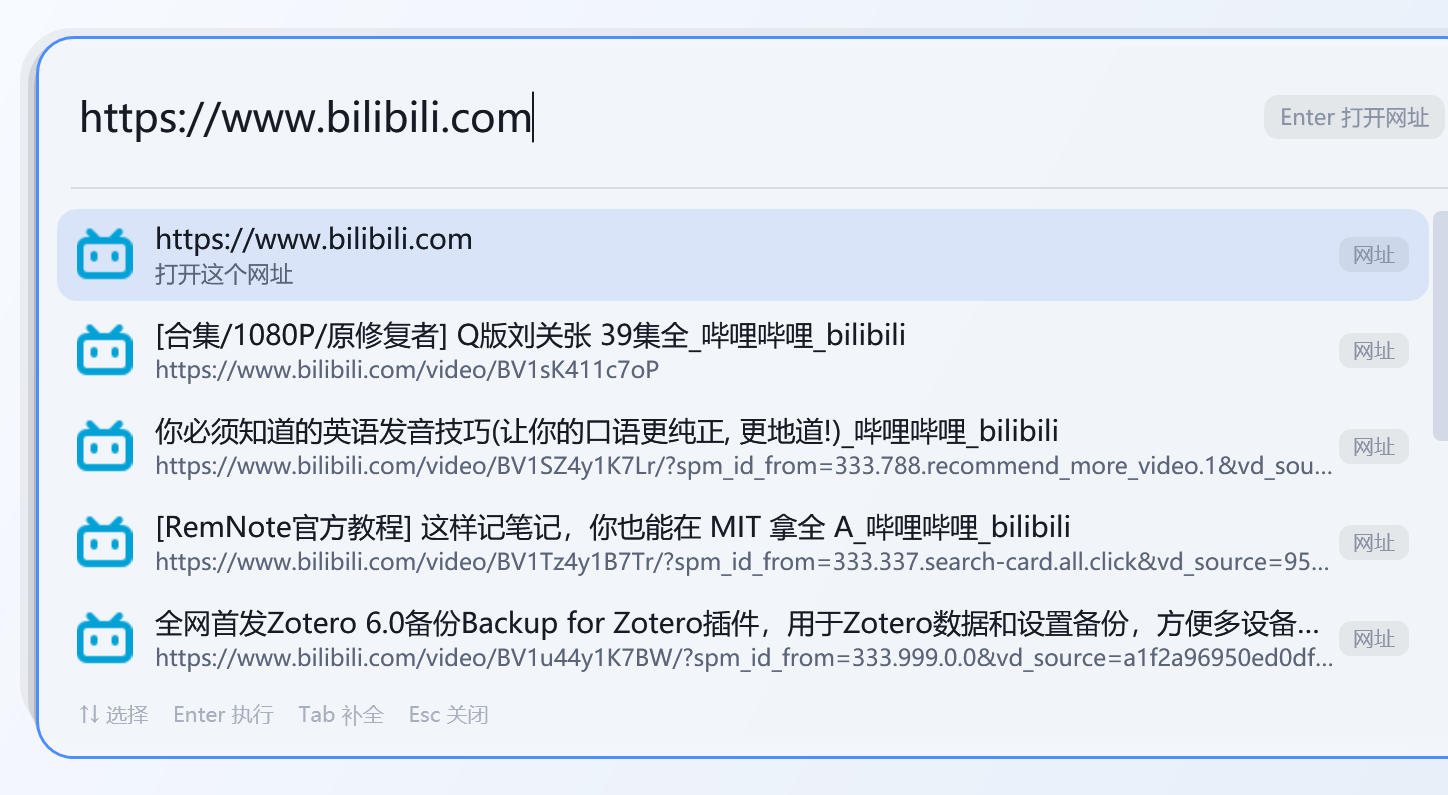 https://www.bilibili.com
Enter 打开网址
https://www.bilibili.com
打开这个网址
网址
[合集/1080P/原修复者] Q版刘关张 39集全_哔哩哔哩_bilibili
https://www.bilibili.com/video/BV1sK411c7oP
网址
你必须知道的英语发音技巧(让你的口语更纯正, 更地道!)_哔哩哔哩_bilibili
https://www.bilibili.com/video/BV1SZ4y1K7Lr/?spm_id_from=333.788.recommend_more_video.1&vd_sou...
网址
[RemNote官方教程] 这样记笔记，你也能在 MIT 拿全 A_哔哩哔哩_bilibili
https://www.bilibili.com/video/BV1Tz4y1B7Tr/?spm_id_from=333.337.search-card.all.click&vd_source=95...
网址
全网首发Zotero 6.0备份Backup for Zotero插件，用于Zotero数据和设置备份，方便多设备...
https://www.bilibili.com/video/BV1u44y1K7BW/?spm_id_from=333.999.0.0&vd_source=a1f2a96950ed0df...
网址
↑↓ 选择 Enter 执行 Tab 补全 Esc 关闭